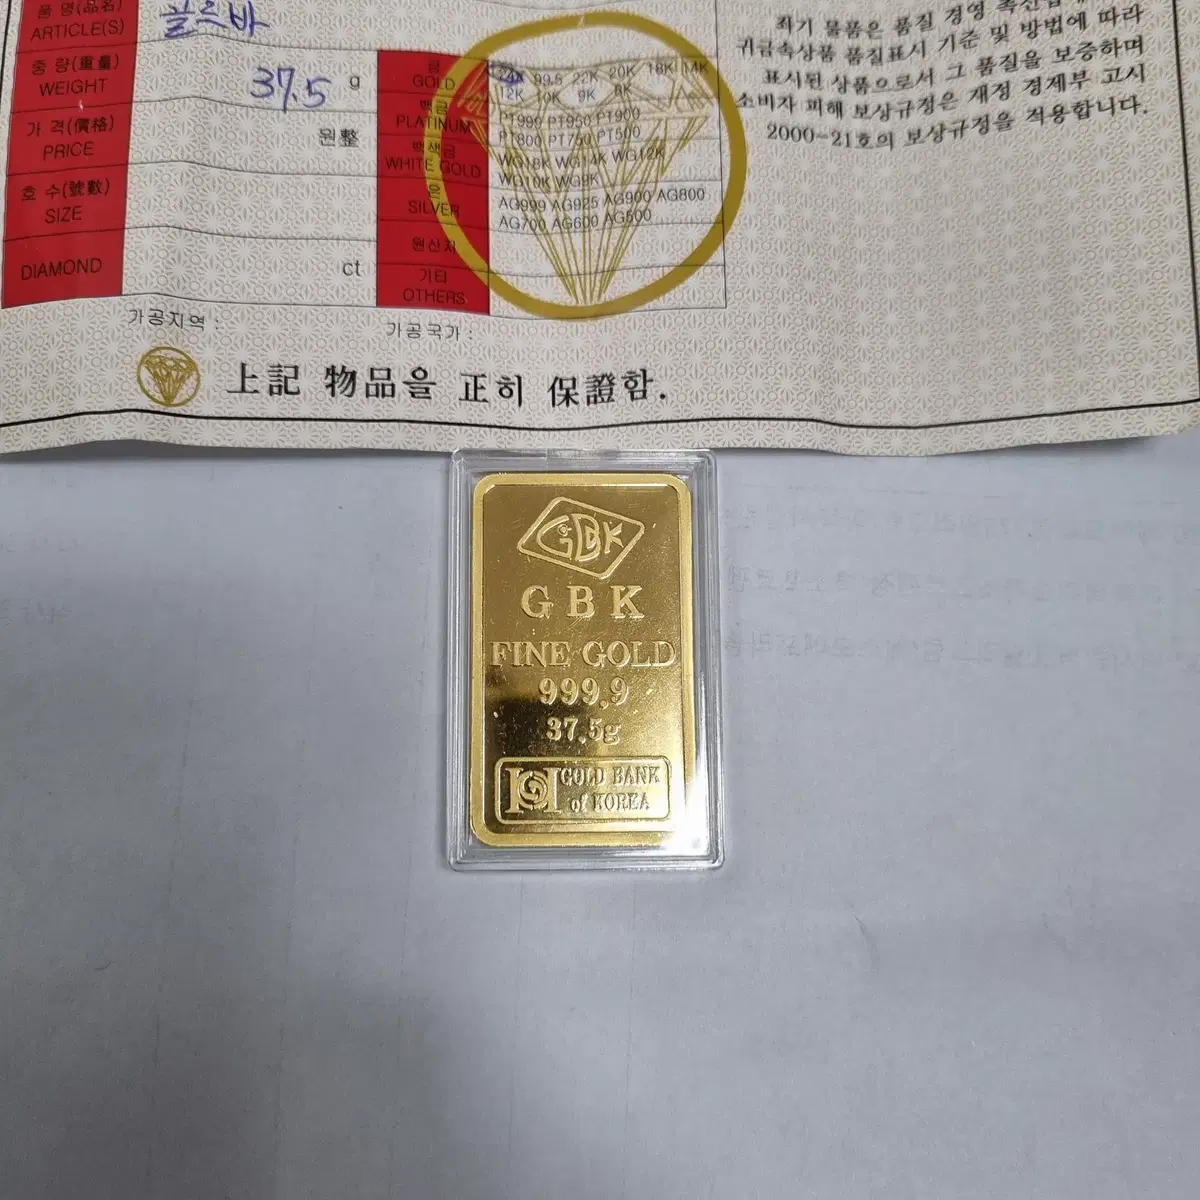 품 명(品名)
ARTICLE(S)
골드바
중 량(重量)
WEIGHT
37.5 g
가 격(價格)
PRICE
원整
호 수(號數)
SIZE
DIAMOND
ct
금
GOLD
24K 99.5 22K 20K 18K 14K
12K 10K 9K 8K
백금
PLATINUM
PT999 PT950 PT900
PT800 PT750 PT500
백색금
WHITE GOLD
WG18K WG14K WG12K
WG10K WG9K
은
SILVER
AG999 AG925 AG900 AG800
AG700 AG600 AG500
원산지
기타
OTHERS
좌기 물품은 품질 경영 촉진법에
귀금속상품 품질표시 기준 및 방법에 따라
표시된 상품으로서 그 품질을 보증하며
소비자 피해 보상규정은 재정 경제부 고시
2000-21호의 보상규정을 적용합니다.
가공지역 :
가공국가 :
上記 物品을 正히 保證함.
GBK
GBK
FINE GOLD
999.9
37.5g
GOLD BANK
of KOREA